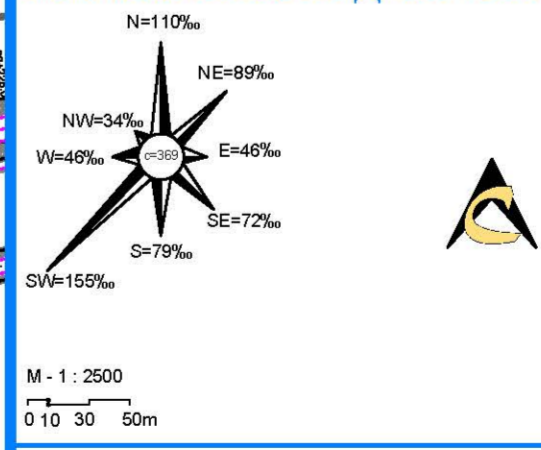 N=110‰
NE=89‰
NW=34‰
W=46‰
c=369
E=46‰
SE=72‰
S=79‰
SW=155‰
C
M - 1 : 2500
0 10 30 50m